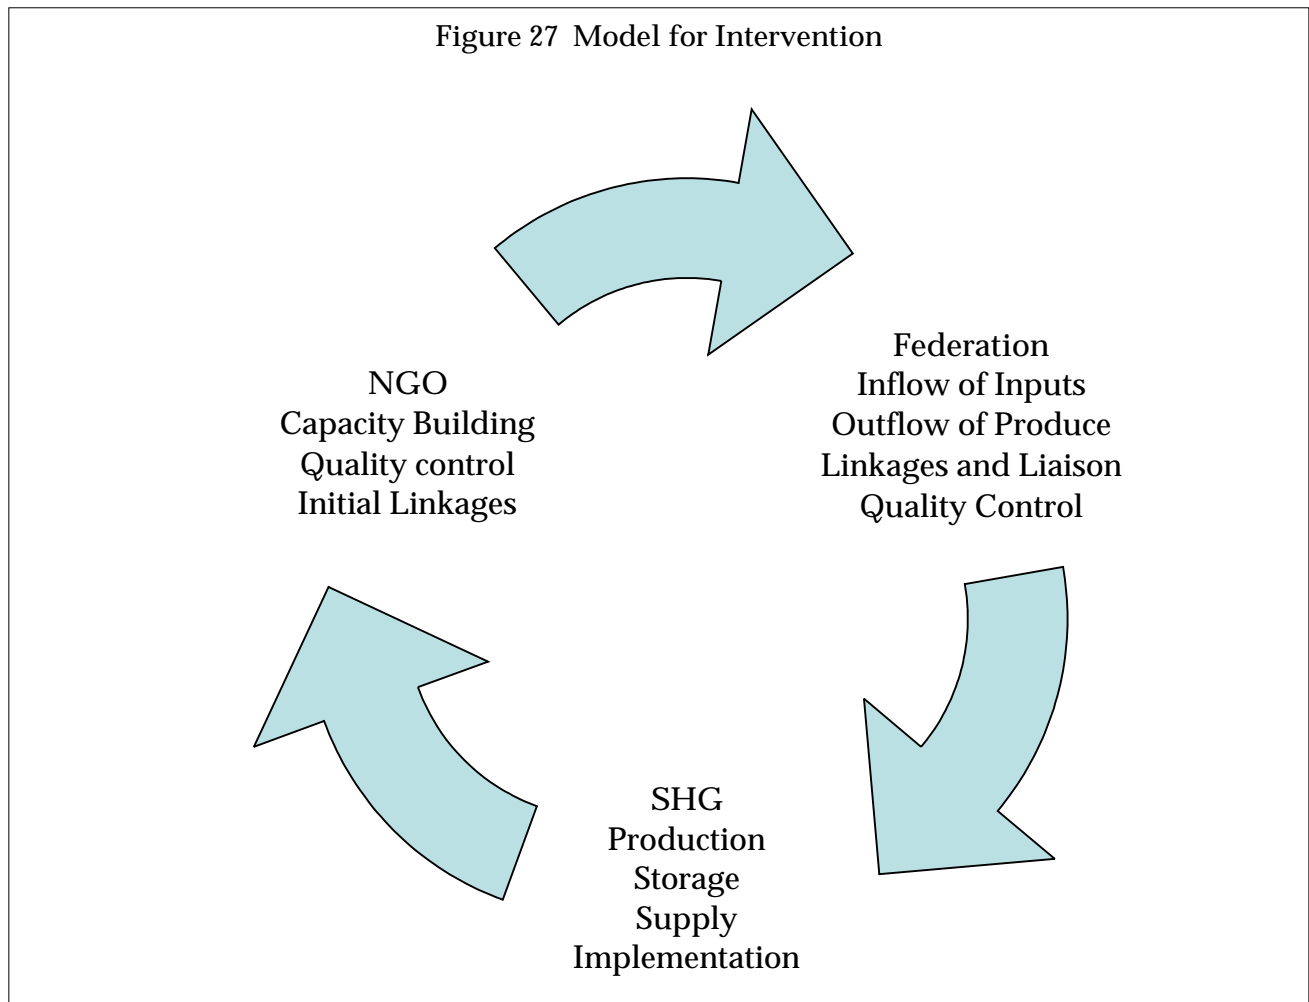 Figure 27 Model for Intervention
NGO
Capacity Building
Quality control
Initial Linkages
Federation
Inflow of Inputs
Outflow of Produce
Linkages and Liaison
Quality Control
SHG
Production
Storage
Supply
Implementation